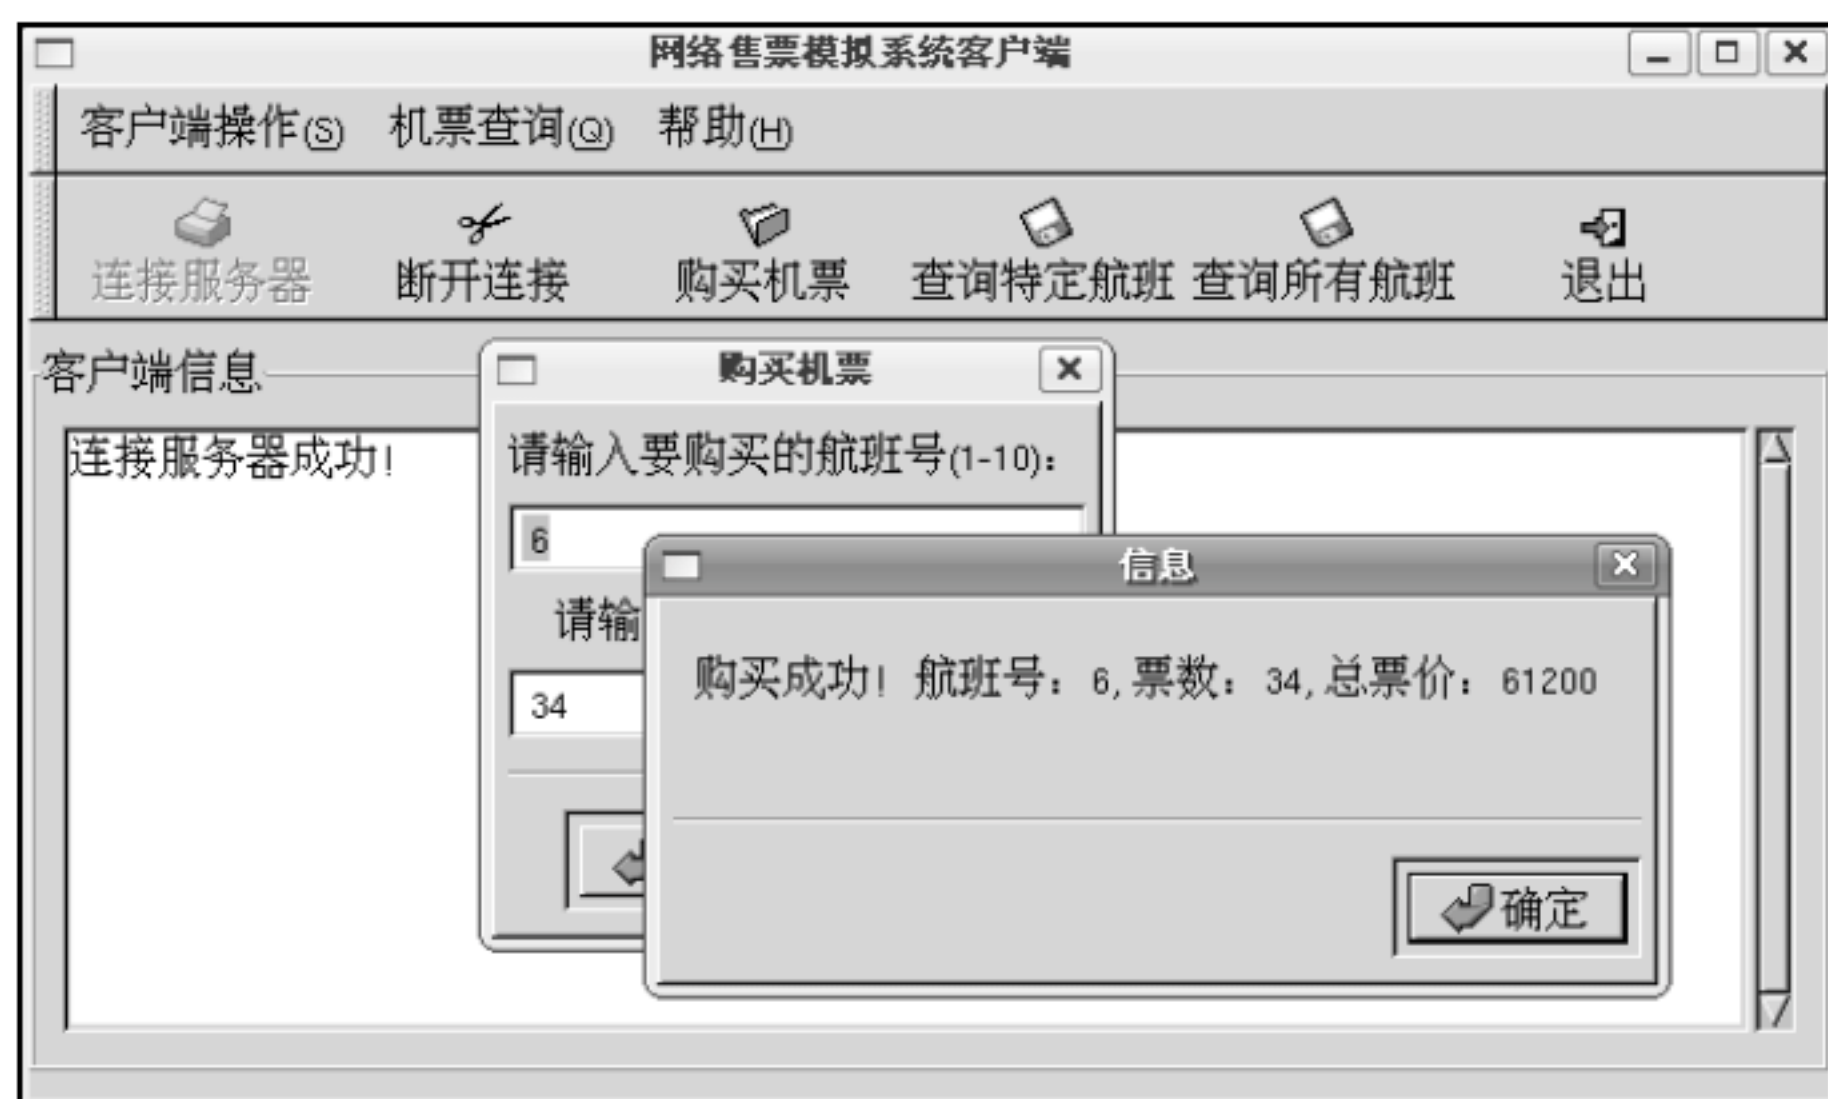 网络售票模拟系统客户端
客户端操作(S) 机票查询(Q) 帮助(H)
连接服务器 断开连接 购买机票 查询特定航班 查询所有航班 退出
客户端信息
连接服务器成功!
购买机票
请输入要购买的航班号(1-10):
6
请输
34
信息
购买成功! 航班号: 6, 票数: 34, 总票价: 61200
确定